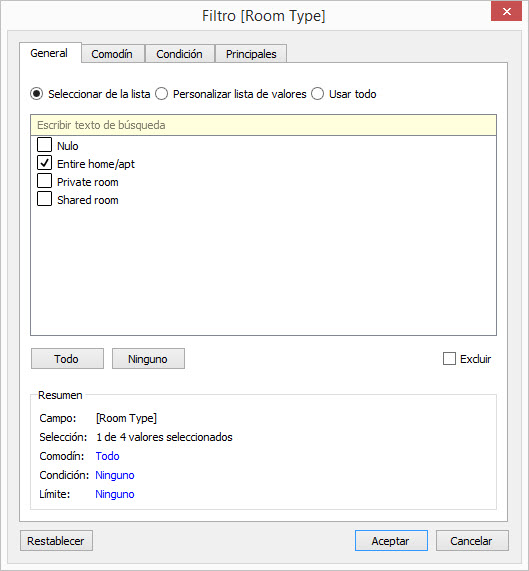 Filtro [Room Type]
General Comodín Condición Principales
Seleccionar de la lista Personalizar lista de valores Usar todo
Escribir texto de búsqueda
Nulo
Entire home/apt
Private room
Shared room
Todo Ninguno Excluir
Resumen
Campo: [Room Type]
Selección: 1 de 4 valores seleccionados
Comodín: Todo
Condición: Ninguno
Límite: Ninguno
Restablecer Aceptar Cancelar